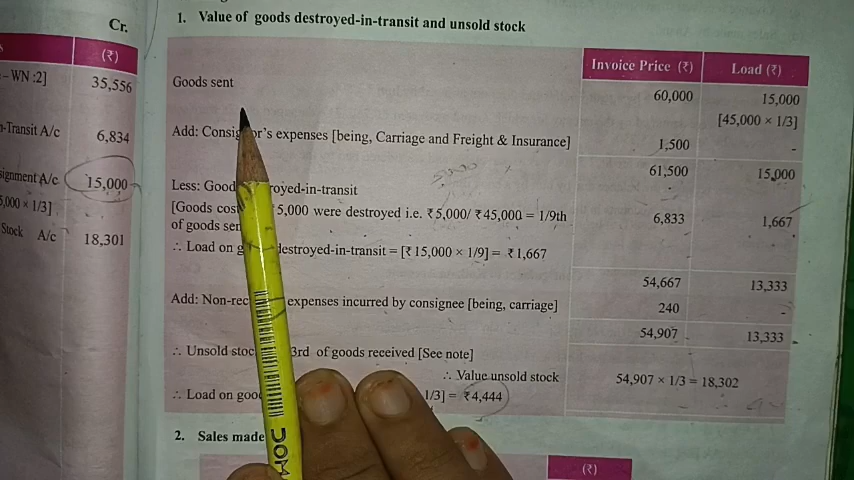 Cr.
(₹)
– WN :2] 35,556
-Transit A/c 6,834
signment A/c 15,000
5,000 × 1/3]
Stock A/c 18,301
1. Value of goods destroyed-in-transit and unsold stock
Invoice Price (₹) Load (₹)
Goods sent 60,000 15,000
[45,000 × 1/3]
Add: Consignor's expenses [being, Carriage and Freight & Insurance] 1,500 -
61,500 15,000
Less: Good royed-in-transit
[Goods cos 5,000 were destroyed i.e. ₹ 5,000/ ₹ 45,000 = 1/9th 6,833 1,667
of goods sen
∴ Load on g destroyed-in-transit = [₹ 15,000 × 1/9] = ₹ 1,667
54,667 13,333
Add: Non-rec expenses incurred by consignee [being, carriage] 240 -
54,907 13,333
∴ Unsold stoc 3rd of goods received [See note]
∴ Value unsold stock 54,907 × 1/3 = 18,302
∴ Load on goo 1/3] = ₹ 4,444
2. Sales made
(₹)
DOM